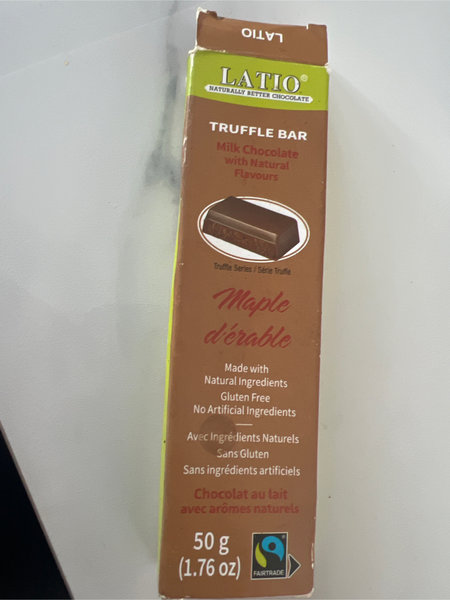 LATIO
LATIO®
NATURALLY BETTER CHOCOLATE
TRUFFLE BAR
Milk Chocolate
with Natural
Flavours
Truffle Series / Série Truffe
Maple
d'érable
Made with
Natural Ingredients
Gluten Free
No Artificial Ingredients
Avec Ingrédients Naturels
Sans Gluten
Sans ingrédients artificiels
Chocolat au lait
avec arômes naturels
50 g
(1.76 oz)
FAIRTRADE